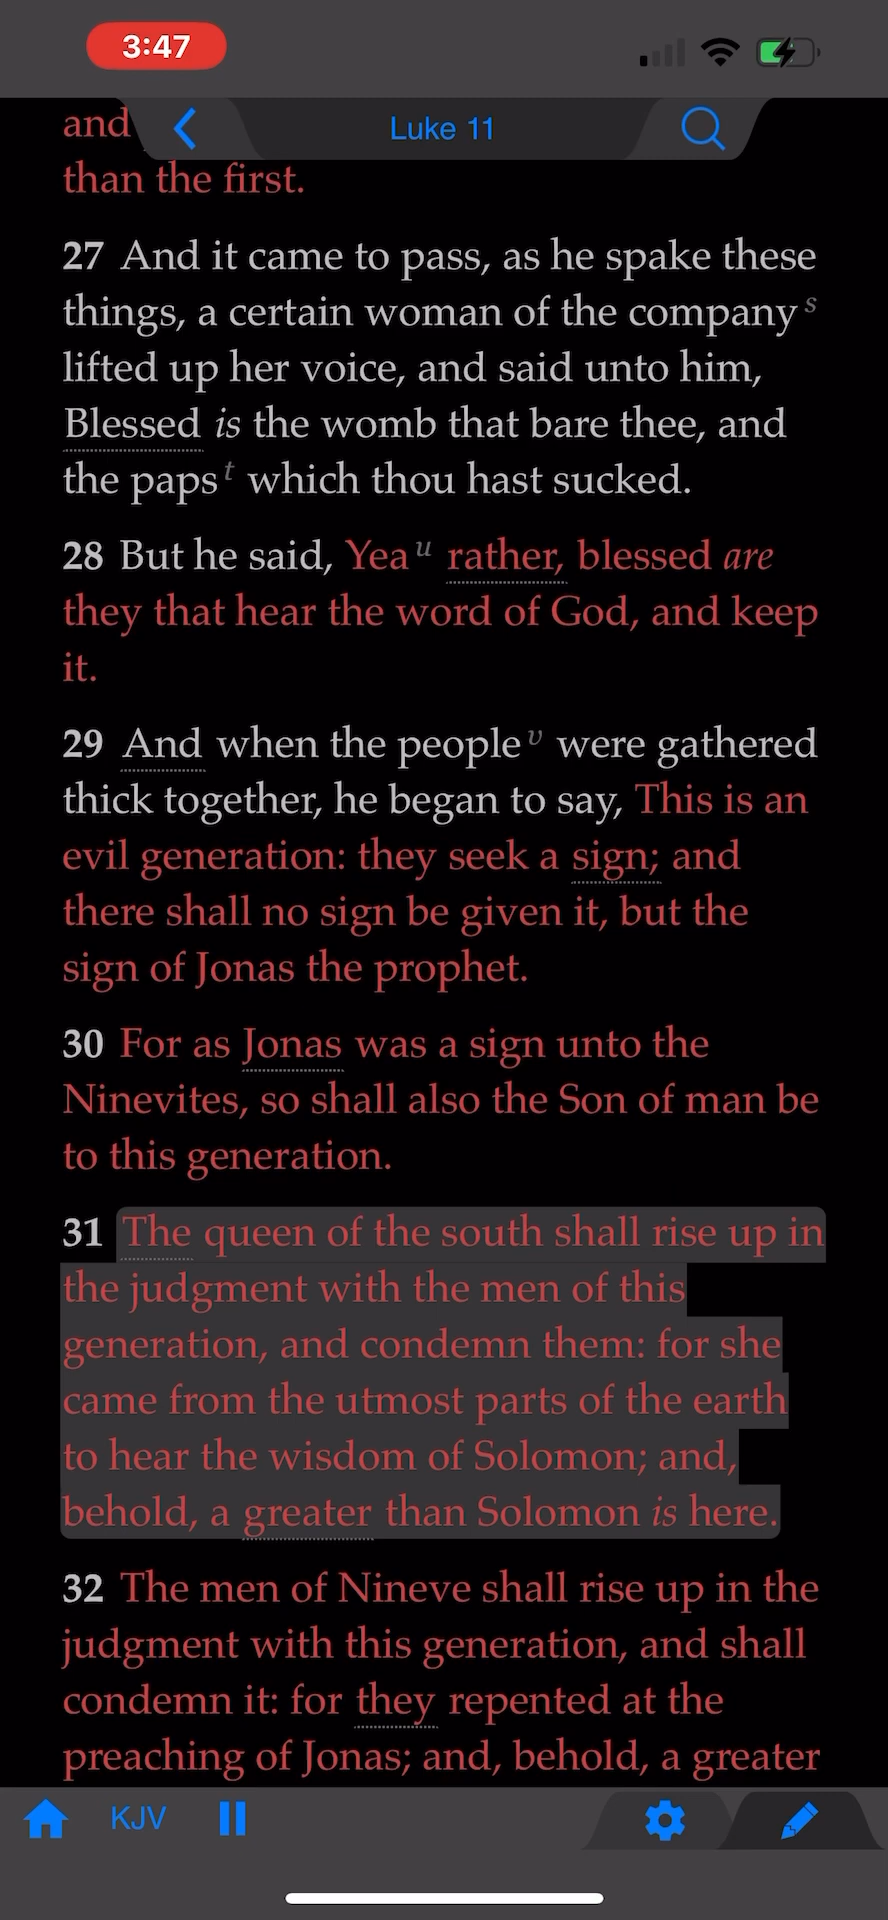 3:47
Luke 11
and
than the first.
27 And it came to pass, as he spake these
things, a certain woman of the company s
lifted up her voice, and said unto him,
Blessed is the womb that bare thee, and
the paps t which thou hast sucked.
28 But he said, Yea u rather, blessed are
they that hear the word of God, and keep
it.
29 And when the people v were gathered
thick together, he began to say, This is an
evil generation: they seek a sign; and
there shall no sign be given it, but the
sign of Jonas the prophet.
30 For as Jonas was a sign unto the
Ninevites, so shall also the Son of man be
to this generation.
31 The queen of the south shall rise up in
the judgment with the men of this
generation, and condemn them: for she
came from the utmost parts of the earth
to hear the wisdom of Solomon; and,
behold, a greater than Solomon is here.
32 The men of Nineve shall rise up in the
judgment with this generation, and shall
condemn it: for they repented at the
preaching of Jonas; and, behold, a greater
KJV